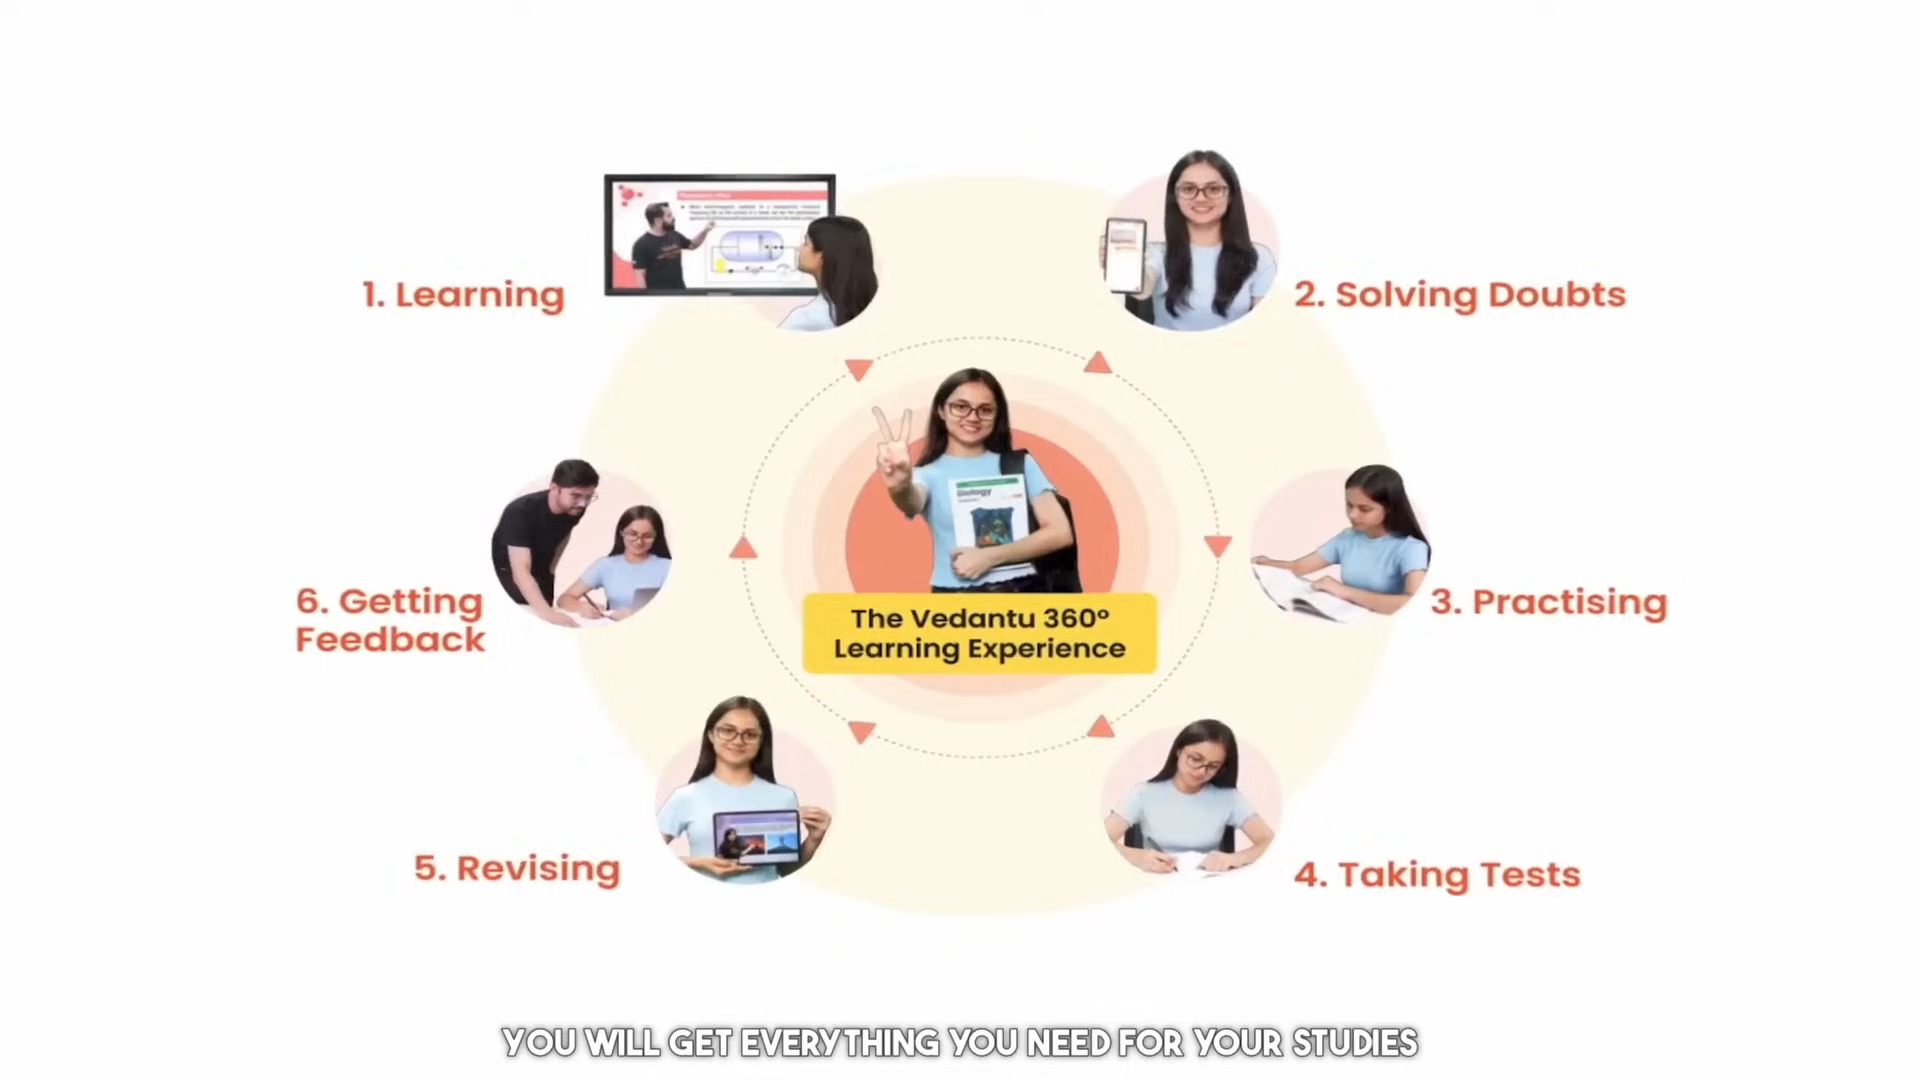 1. Learning
2. Solving Doubts
Biology
6. Getting
Feedback
3. Practising
The Vedantu 360°
Learning Experience
5. Revising
4. Taking Tests
YOU WILL GET EVERYTHING YOU NEED FOR YOUR STUDIES